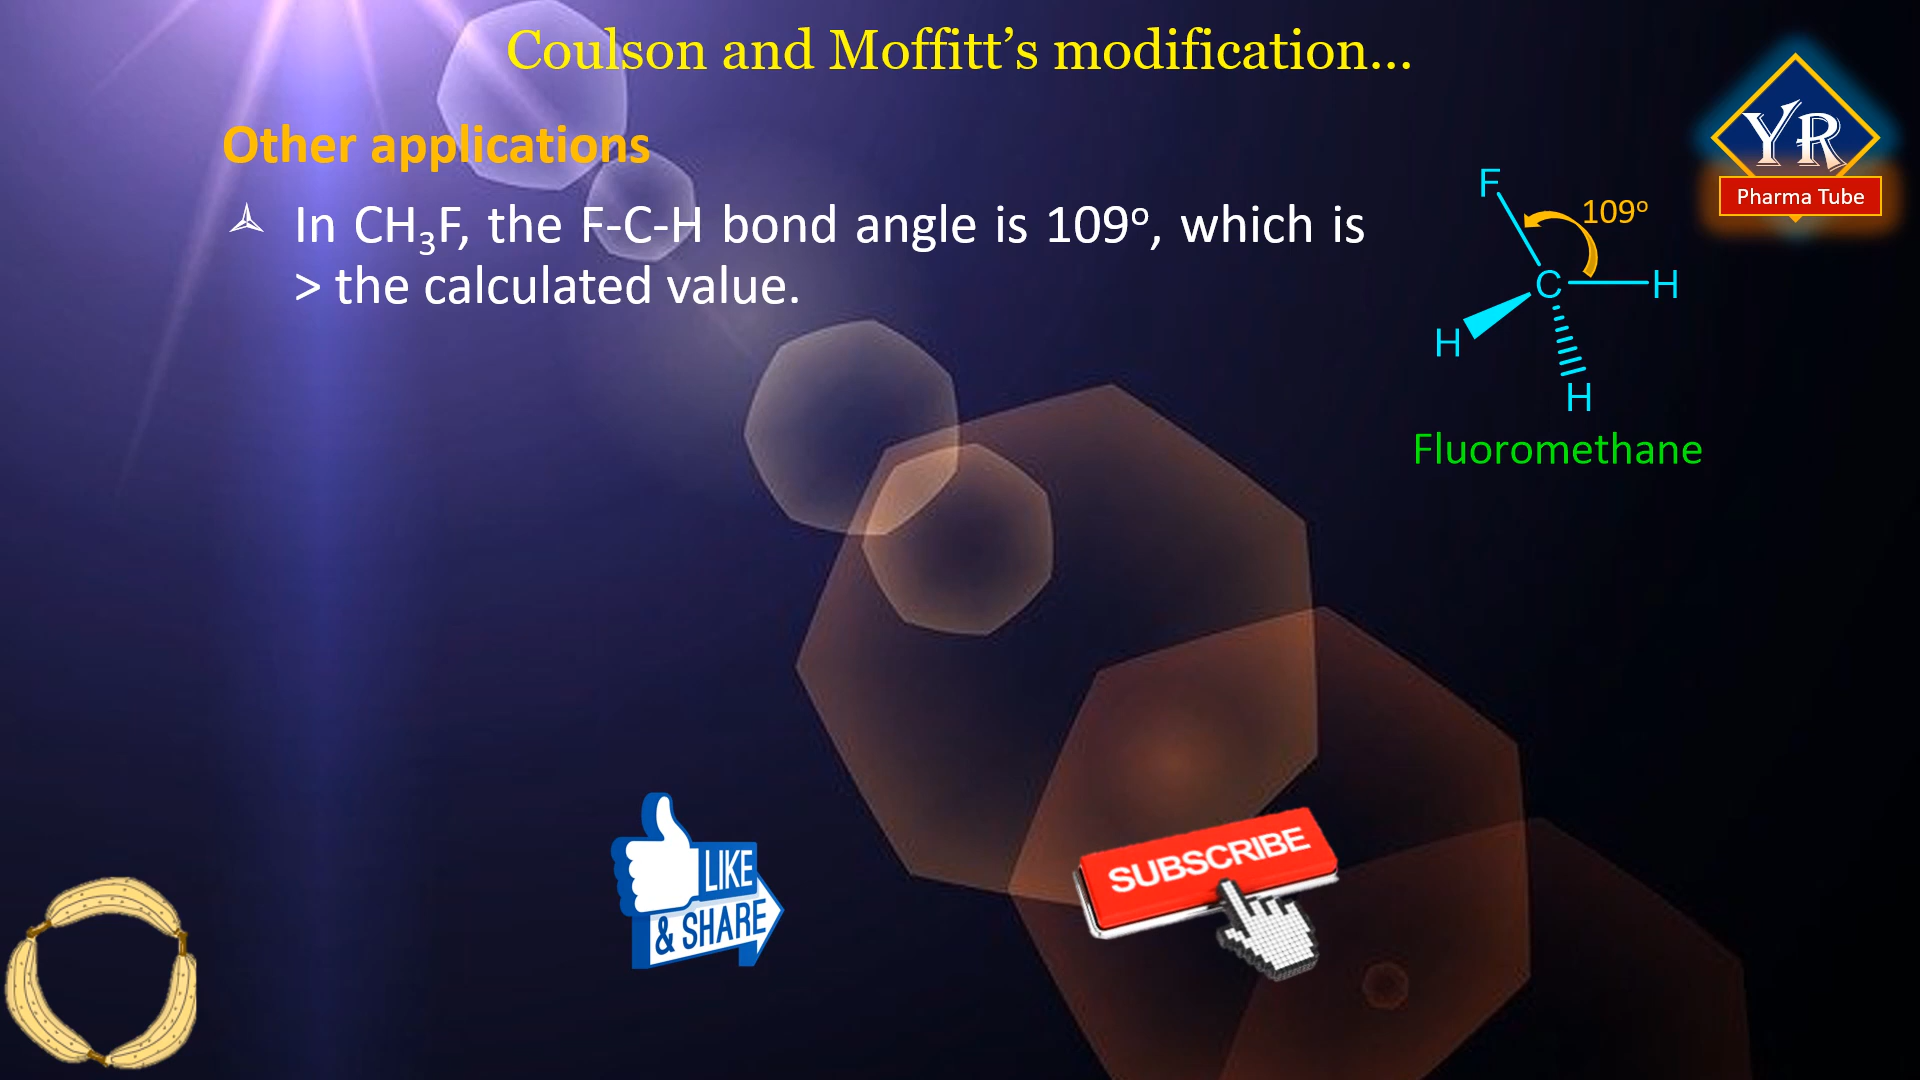 Coulson and Moffitt’s modification...
Other applications
In CH₃F, the F-C-H bond angle is 109º, which is
> the calculated value.
YR
Pharma Tube
F
109º
C
H
H
H
Fluoromethane
LIKE
& SHARE
SUBSCRIBE